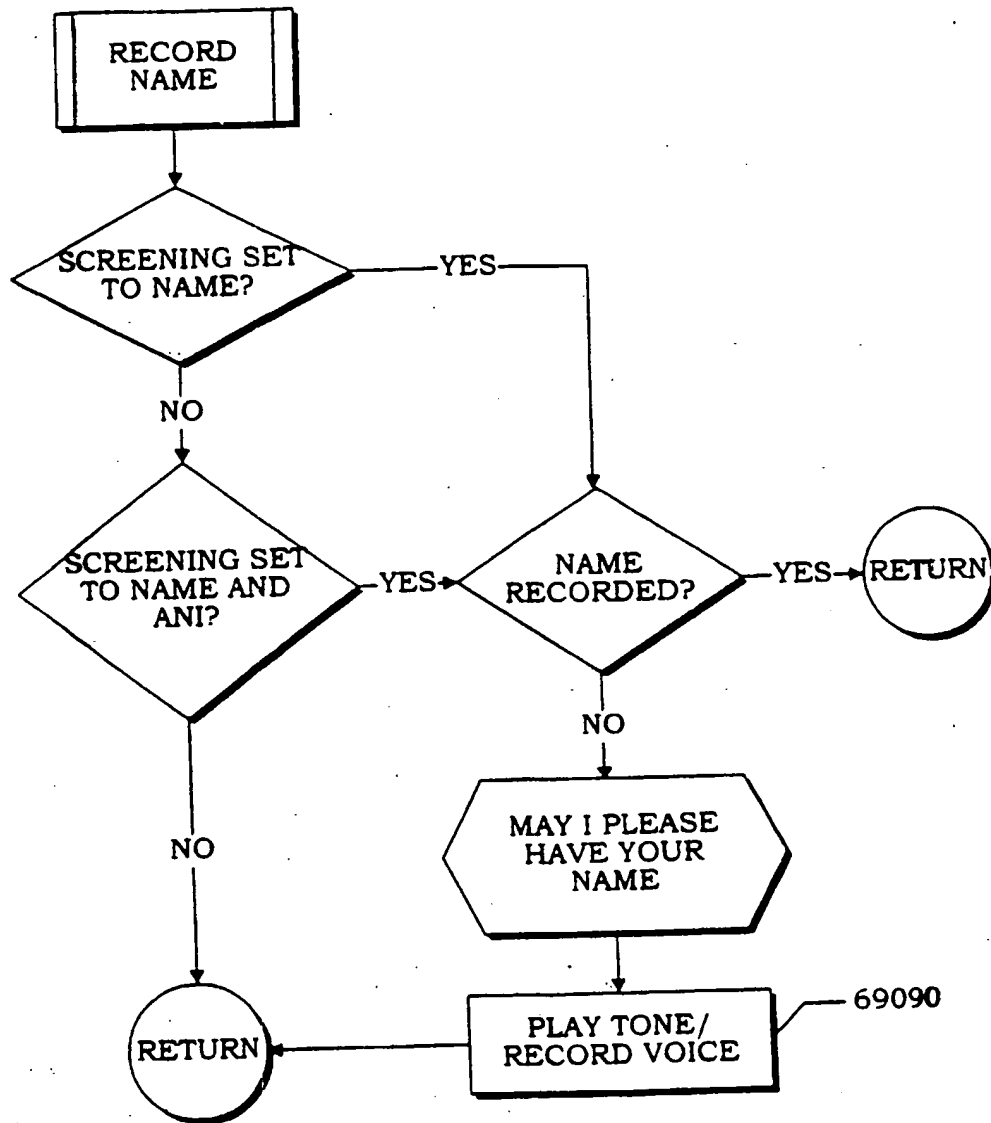 RECORD
NAME
SCREENING SET
TO NAME?
YES
NO
SCREENING SET
TO NAME AND
ANI?
YES
NAME
RECORDED?
YES
RETURN
NO
NO
MAY I PLEASE
HAVE YOUR
NAME
RETURN
PLAY TONE/
RECORD VOICE
69090